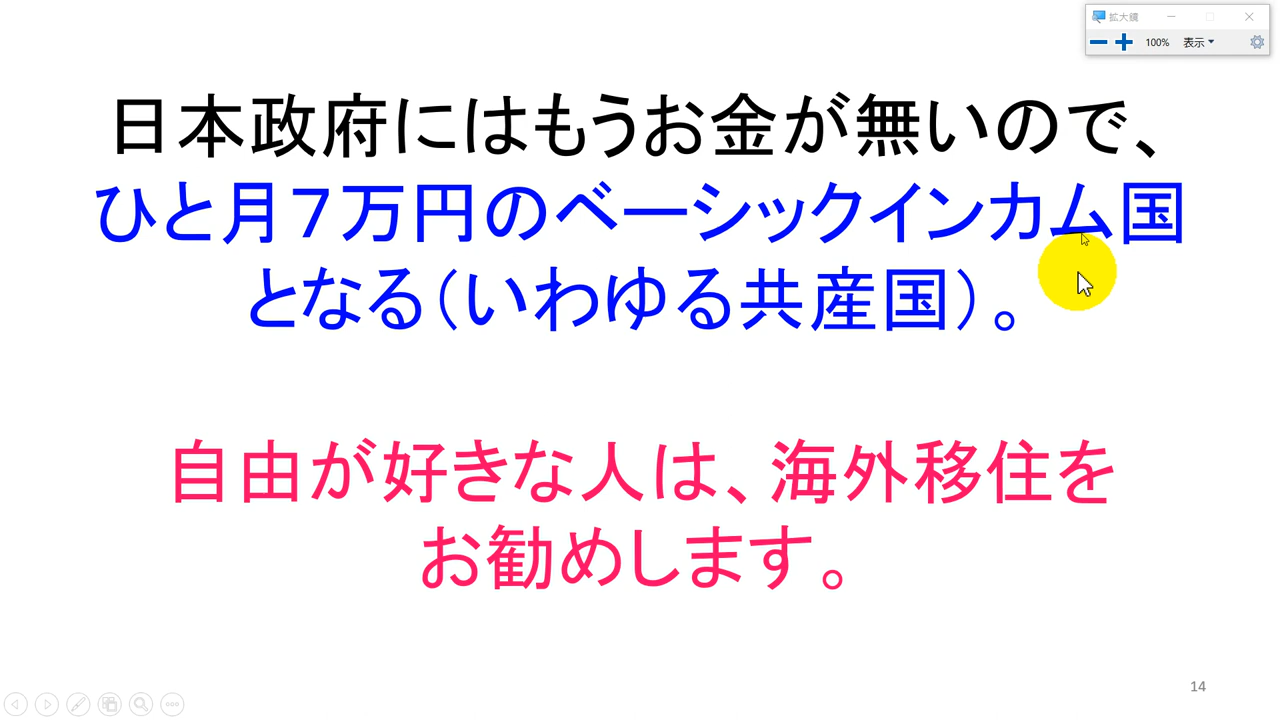 拡大鏡
100%
表示
日本政府にはもうお金が無いので、
ひと月７万円のベーシックインカム国
となる（いわゆる共産国）。
自由が好きな人は、海外移住を
お勧めします。
14